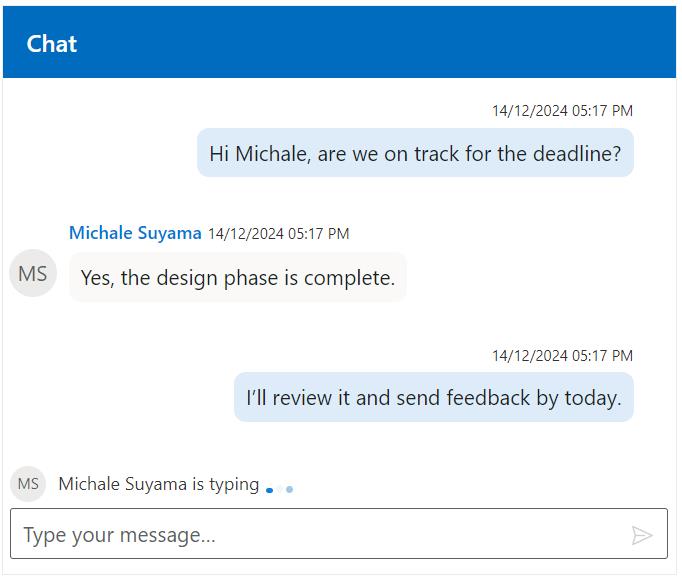 Chat
14/12/2024 05:17 PM
Hi Michale, are we on track for the deadline?
Michale Suyama 14/12/2024 05:17 PM
MS
Yes, the design phase is complete.
14/12/2024 05:17 PM
I’ll review it and send feedback by today.
MS Michale Suyama is typing
Type your message...